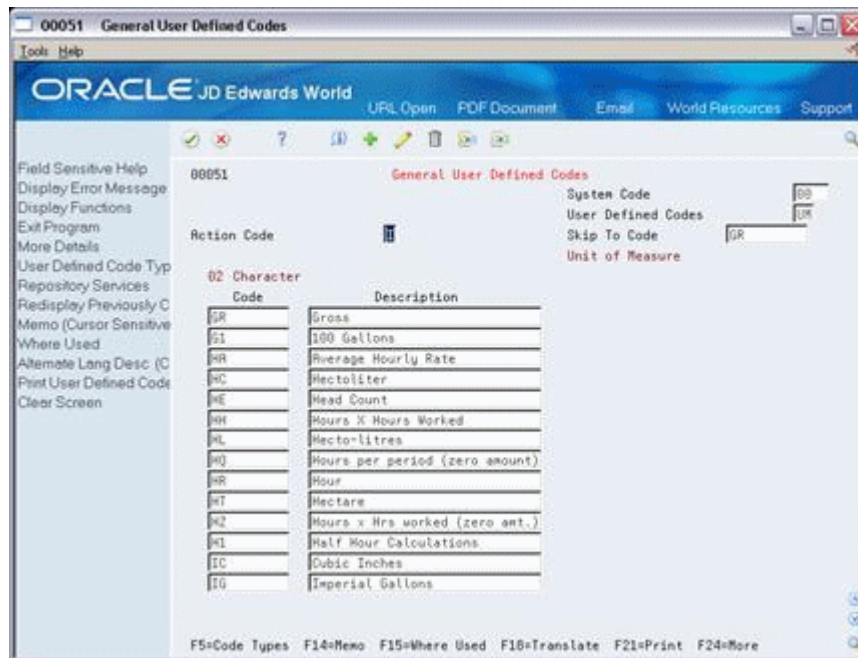 00051 General User Defined Codes
Tools Help
ORACLE JD Edwards World
URL Open PDF Document Email World Resources Support
Field Sensitive Help
Display Error Message
Display Functions
Exit Program
More Details
User Defined Code Typ
Repository Services
Redisplay Previously C
Memo (Cursor Sensitive
Where Used
Alternate Lang Desc (C
Print User Defined Code
Clear Screen
00051 General User Defined Codes
System Code 00
User Defined Codes UM
Action Code I Skip To Code GR
Unit of Measure
02 Character
Code Description
GR Gross
G1 100 Gallons
HA Average Hourly Rate
HC Hectoliter
HE Head Count
HH Hours X Hours Worked
HL Hecto-litres
HQ Hours per period (zero amount)
HR Hour
HT Hectare
HZ Hours x Hrs worked (zero amt.)
H1 Half Hour Calculations
IC Cubic Inches
IG Imperial Gallons
F5=Code Types F14=Memo F15=Where Used F18=Translate F21=Print F24=More